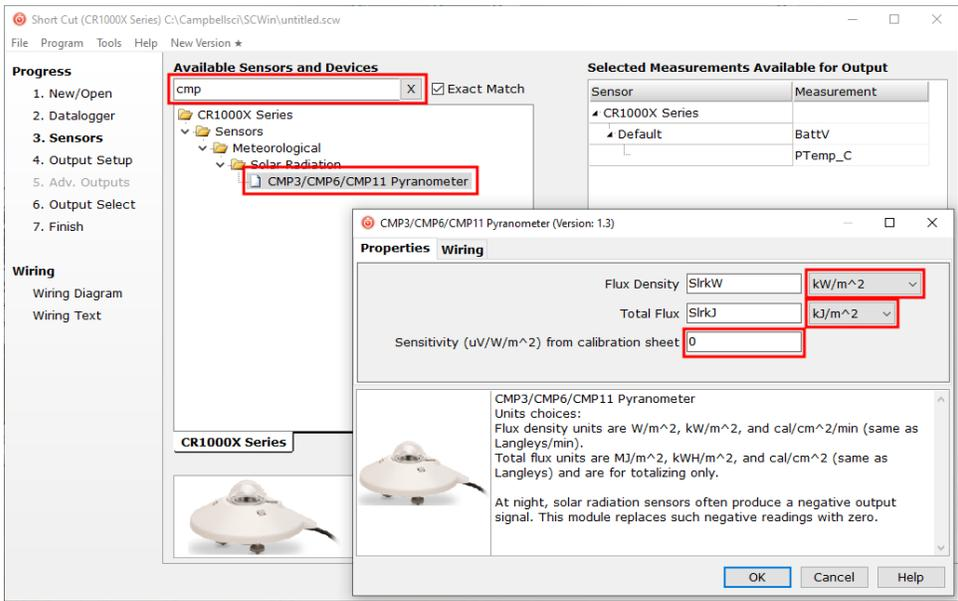 Short Cut (CR1000X Series) C:\Campbellsci\SCWin\untitled.scw
File Program Tools Help New Version ★
Progress
1. New/Open
2. Datalogger
3. Sensors
4. Output Setup
5. Adv. Outputs
6. Output Select
7. Finish
Wiring
Wiring Diagram
Wiring Text
Available Sensors and Devices
cmp X Exact Match
CR1000X Series
Sensors
Meteorological
Solar Radiation
CMP3/CMP6/CMP11 Pyranometer
CR1000X Series
Selected Measurements Available for Output
Sensor Measurement
CR1000X Series
Default BattV
PTemp_C
CMP3/CMP6/CMP11 Pyranometer (Version: 1.3)
Properties Wiring
Flux Density SlrkW kW/m^2
Total Flux SlrkJ kJ/m^2
Sensitivity (uV/W/m^2) from calibration sheet 0
CMP3/CMP6/CMP11 Pyranometer
Units choices:
Flux density units are W/m^2, kW/m^2, and cal/cm^2/min (same as
Langleys/min).
Total flux units are MJ/m^2, kWH/m^2, and cal/cm^2 (same as
Langleys) and are for totalizing only.
At night, solar radiation sensors often produce a negative output
signal. This module replaces such negative readings with zero.
OK Cancel Help